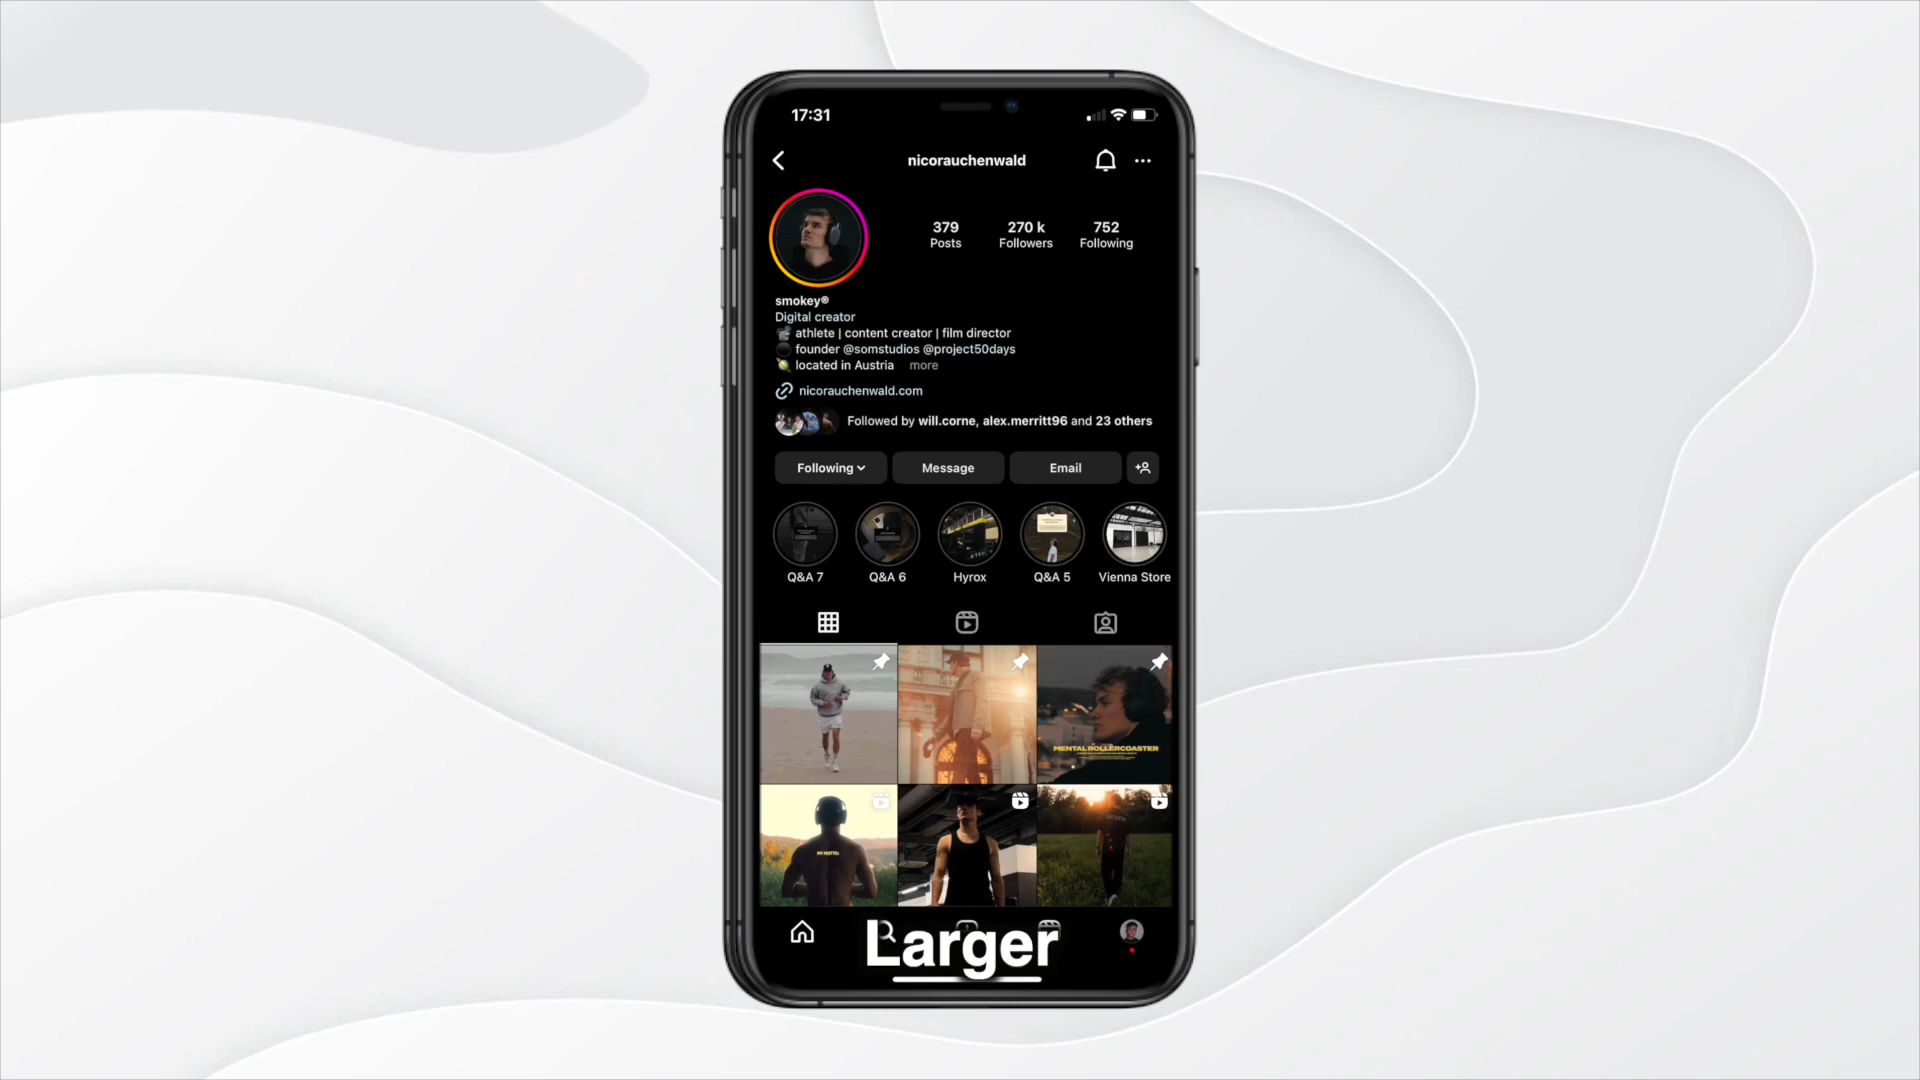 17:31
nicorauchenwald
379
Posts
270 k
Followers
752
Following
smokey®
Digital creator
athlete | content creator | film director
founder @somstudios @project50days
located in Austria more
nicorauchenwald.com
Followed by will.corne, alex.merritt96 and 23 others
Following
Message
Email
Q&A 7
Q&A 6
Hyrox
Q&A 5
Vienna Store
MENTAL ROLLERCOASTER
MY MOTTO:
Larger